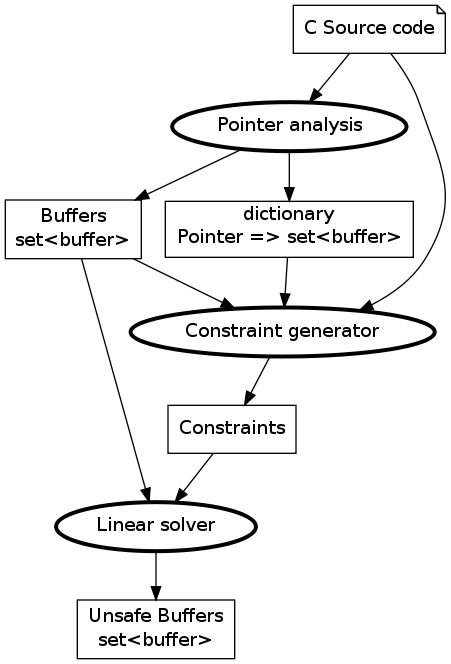 C Source code
Pointer analysis
Buffers
set<buffer>
dictionary
Pointer => set<buffer>
Constraint generator
Constraints
Linear solver
Unsafe Buffers
set<buffer>